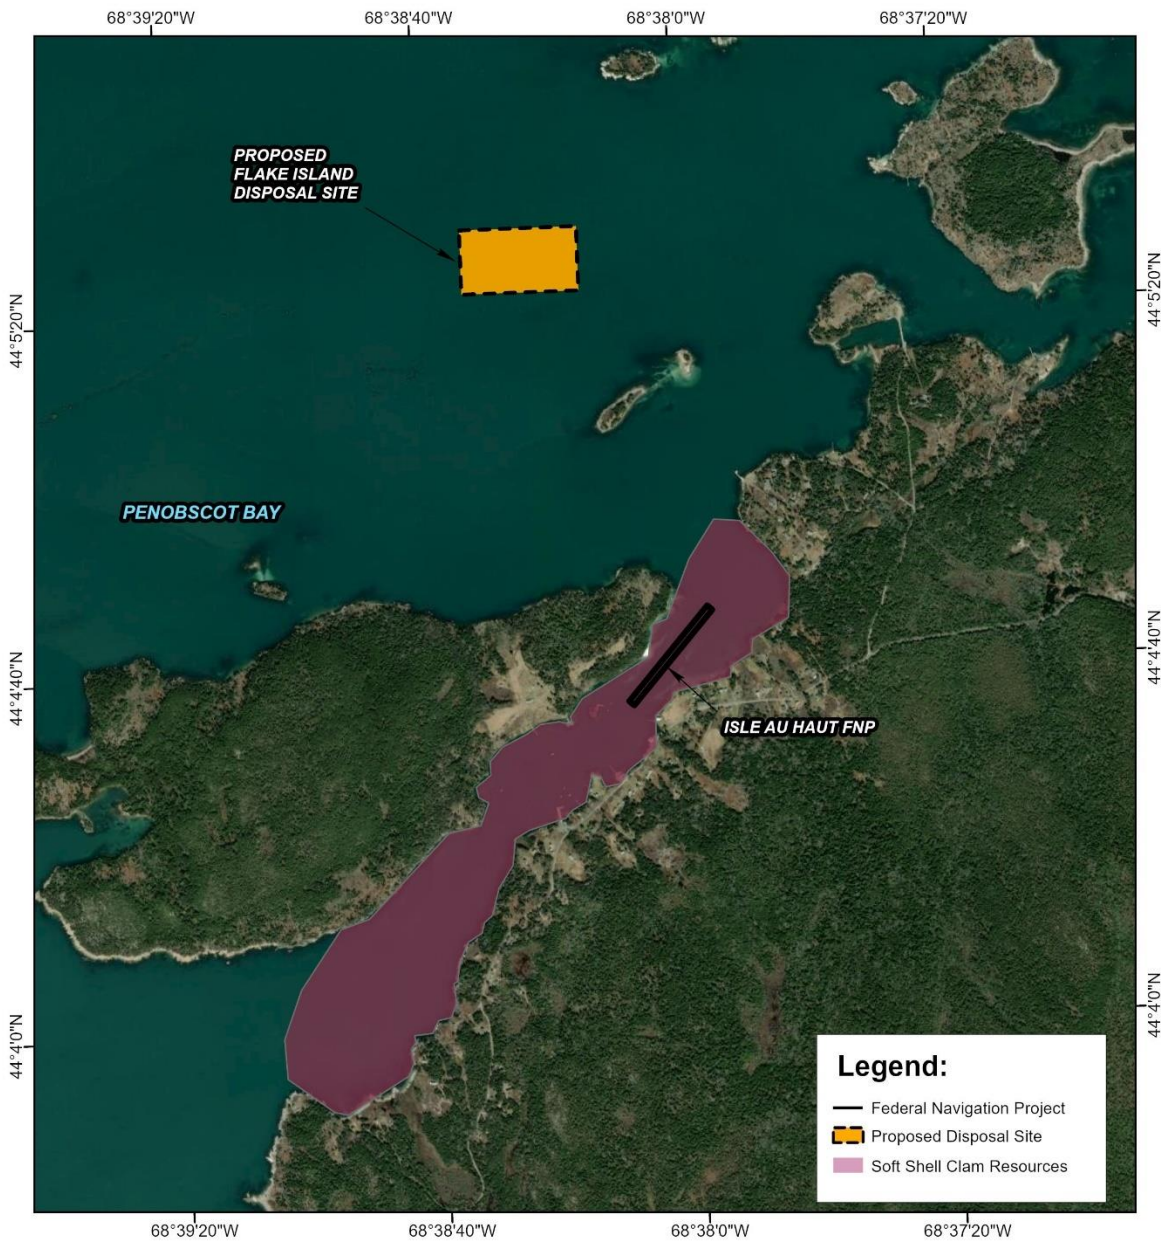 68°39'20"W
68°38'40"W
68°38'0"W
68°37'20"W
PROPOSED
FLAKE ISLAND
DISPOSAL SITE
44°5'20"N
44°5'20"N
PENOBSCOT BAY
44°4'40"N
44°4'40"N
ISLE AU HAUT FNP
44°4'0"N
44°4'0"N
Legend:
Federal Navigation Project
Proposed Disposal Site
Soft Shell Clam Resources
68°39'20"W
68°38'40"W
68°38'0"W
68°37'20"W